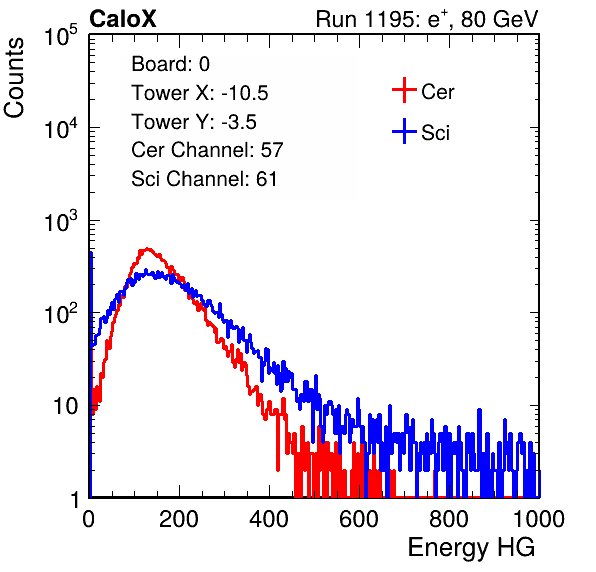 CaloX Run 1195: e⁺, 80 GeV
Counts
Board: 0
Tower X: -10.5
Tower Y: -3.5
Cer Channel: 57
Sci Channel: 61
Cer
Sci
10⁵
10⁴
10³
10²
10
1
0 200 400 600 800 1000
Energy HG